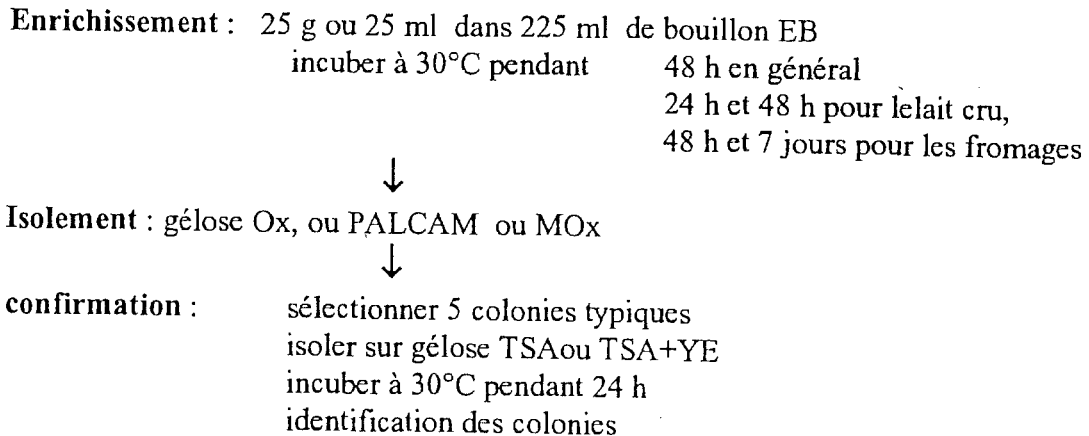 Enrichissement : 25 g ou 25 ml dans 225 ml de bouillon EB
incuber à 30°C pendant 48 h en général
24 h et 48 h pour lelait cru,
48 h et 7 jours pour les fromages
↓
Isolement : gélose Ox, ou PALCAM ou MOx
↓
confirmation : sélectionner 5 colonies typiques
isoler sur gélose TSAou TSA+YE
incuber à 30°C pendant 24 h
identification des colonies